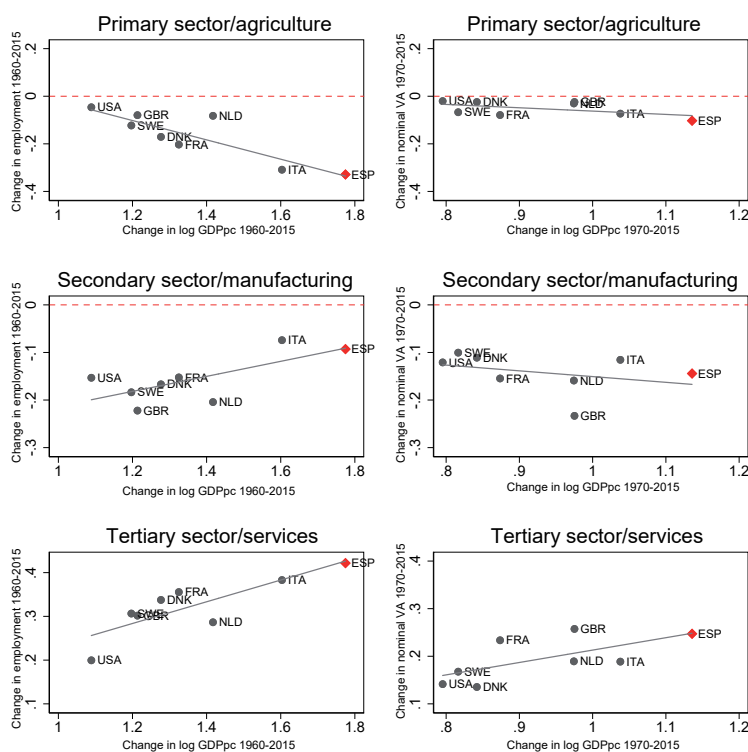 Primary sector/agriculture
Change in employment 1960-2015
.2
0
-.2
-.4
USA
GBR
NLD
SWE
DNK
FRA
ITA
ESP
1
1.2
1.4
1.6
1.8
Change in log GDPpc 1960-2015
Primary sector/agriculture
Change in nominal VA 1970-2015
.2
0
-.2
-.4
USA
DNK
GBR
NLD
SWE
FRA
ITA
ESP
.8
.9
1
1.1
1.2
Change in log GDPpc 1970-2015
Secondary sector/manufacturing
Change in employment 1960-2015
0
-.1
-.2
-.3
ITA
ESP
USA
FRA
DNK
SWE
NLD
GBR
1
1.2
1.4
1.6
1.8
Change in log GDPpc 1960-2015
Secondary sector/manufacturing
Change in nominal VA 1970-2015
0
-.1
-.2
-.3
SWE
DNK
USA
ITA
FRA
NLD
ESP
GBR
.8
.9
1
1.1
1.2
Change in log GDPpc 1970-2015
Tertiary sector/services
Change in employment 1960-2015
.4
.3
.2
.1
ESP
ITA
FRA
DNK
SWE
GBR
NLD
USA
1
1.2
1.4
1.6
1.8
Change in log GDPpc 1960-2015
Tertiary sector/services
Change in nominal VA 1970-2015
.4
.3
.2
.1
GBR
ESP
FRA
NLD
ITA
SWE
USA
DNK
.8
.9
1
1.1
1.2
Change in log GDPpc 1970-2015